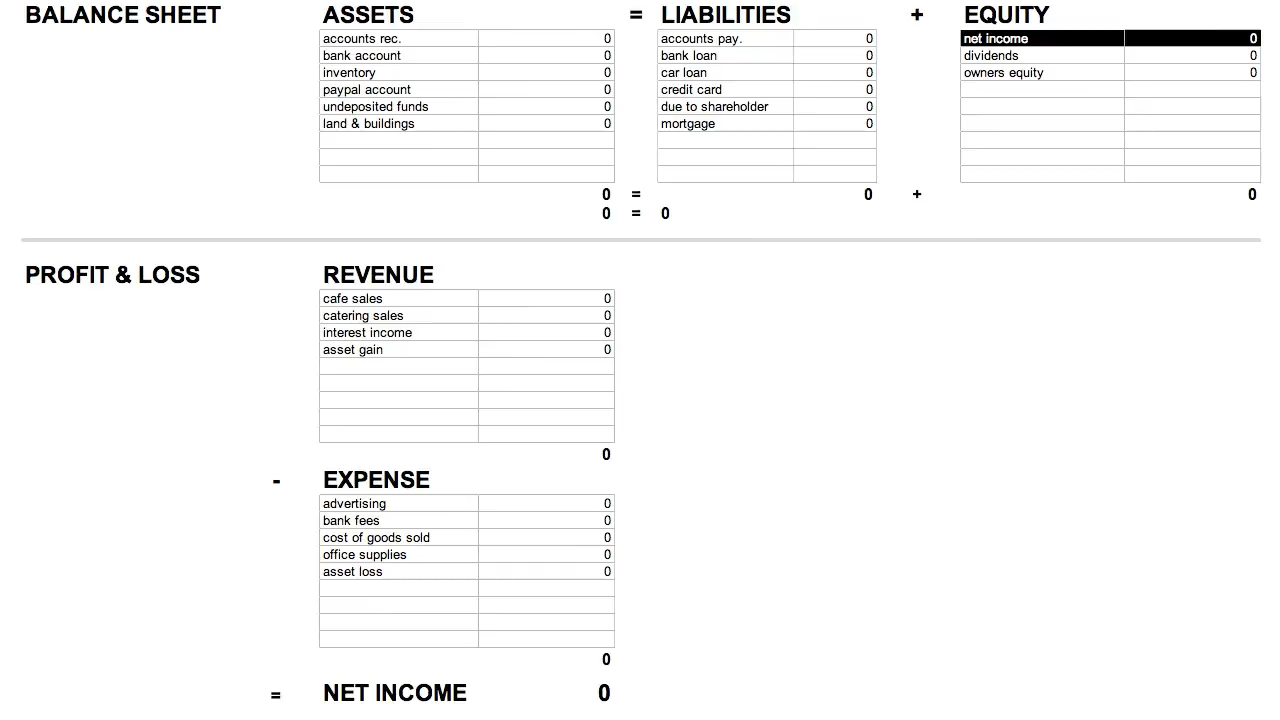 BALANCE SHEET ASSETS = LIABILITIES + EQUITY
accounts rec. 0 accounts pay. 0 net income 0
bank account 0 bank loan 0 dividends 0
inventory 0 car loan 0 owners equity 0
paypal account 0 credit card 0
undeposited funds 0 due to shareholder 0
land & buildings 0 mortgage 0
0 = 0 + 0
0 = 0
PROFIT & LOSS REVENUE
cafe sales 0
catering sales 0
interest income 0
asset gain 0
0
- EXPENSE
advertising 0
bank fees 0
cost of goods sold 0
office supplies 0
asset loss 0
0
= NET INCOME 0